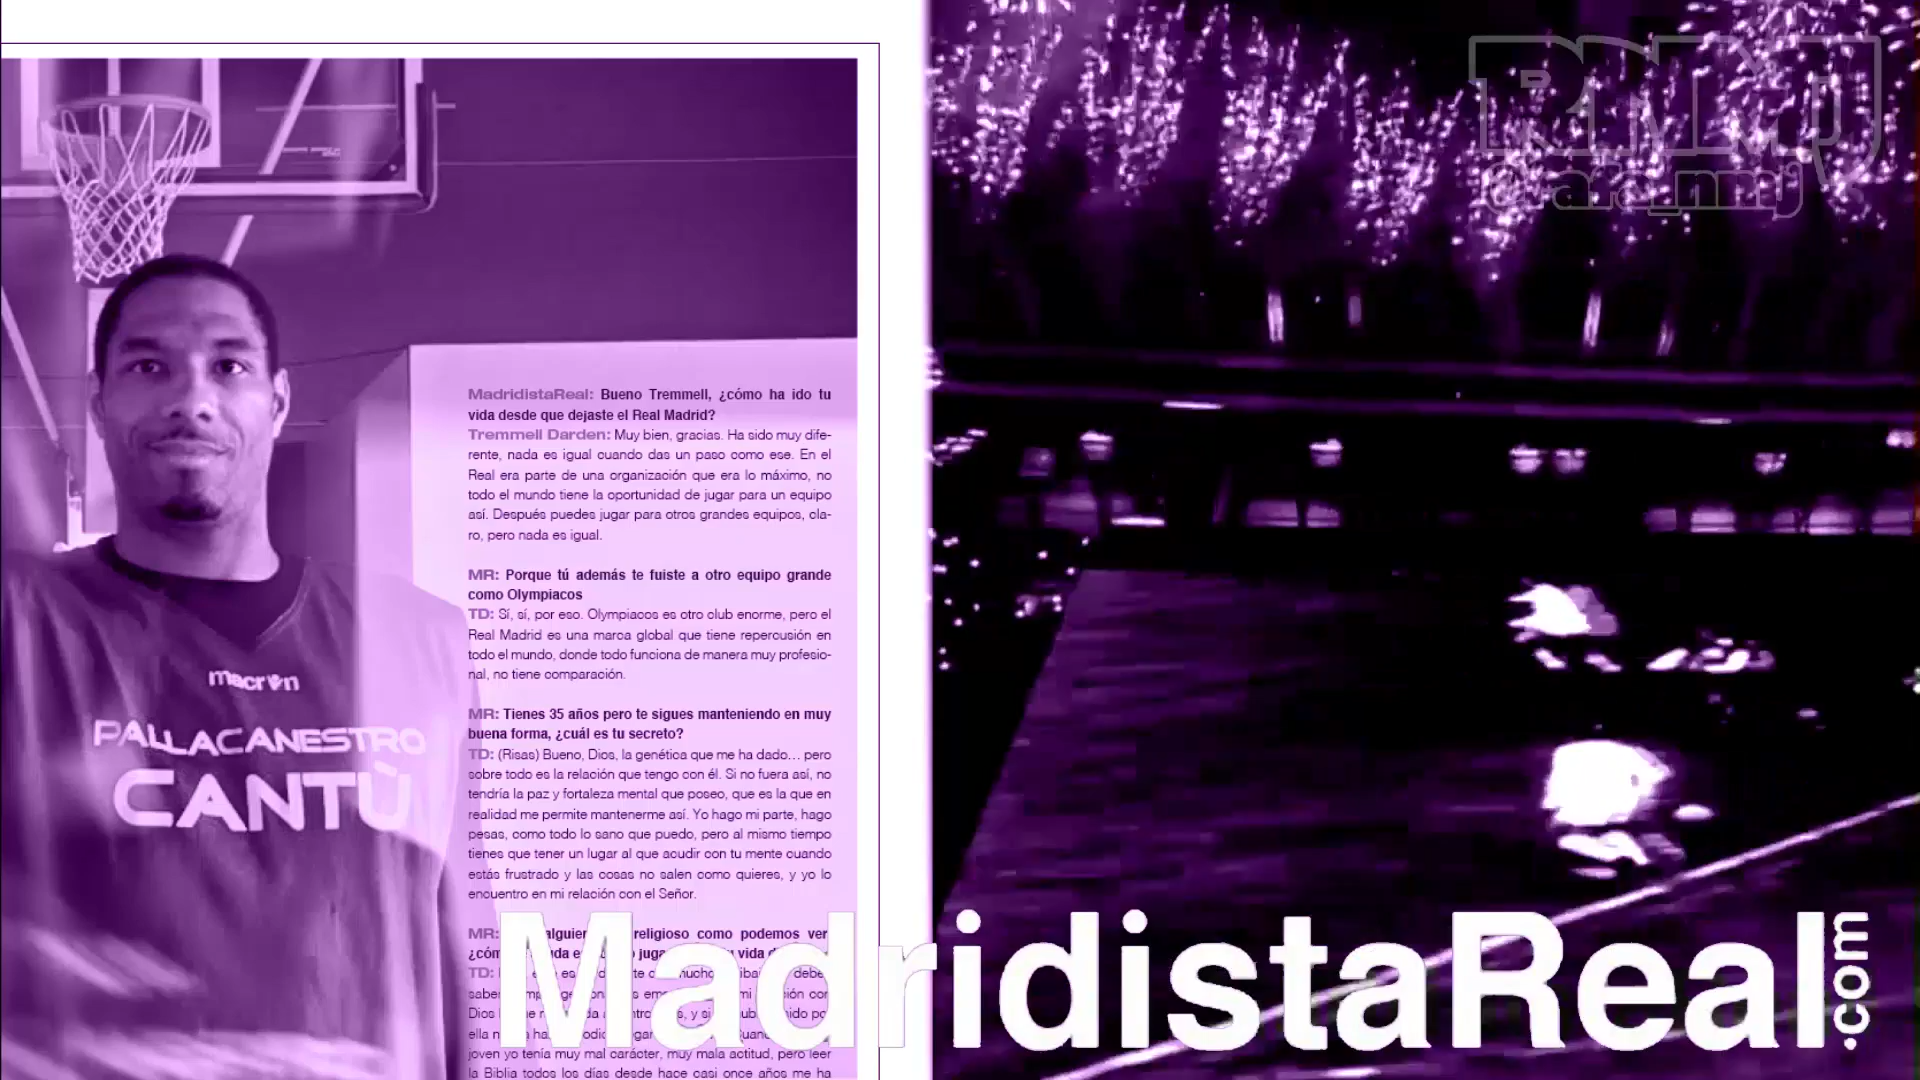 RNMJ
@rafa_nmj
macron
PALLACANESTRO
CANTÙ
MadridistaReal: Bueno Tremmell, ¿cómo ha ido tu
vida desde que dejaste el Real Madrid?
Tremmell Darden: Muy bien, gracias. Ha sido muy dife-
rente, nada es igual cuando das un paso como ese. En el
Real era parte de una organización que era lo máximo, no
todo el mundo tiene la oportunidad de jugar para un equipo
así. Después puedes jugar para otros grandes equipos, cla-
ro, pero nada es igual.
MR: Porque tú además te fuiste a otro equipo grande
como Olympiacos
TD: Sí, sí, por eso. Olympiacos es otro club enorme, pero el
Real Madrid es una marca global que tiene repercusión en
todo el mundo, donde todo funciona de manera muy profesio-
nal, no tiene comparación.
MR: Tienes 35 años pero te sigues manteniendo en muy
buena forma, ¿cuál es tu secreto?
TD: (Risas) Bueno, Dios, la genética que me ha dado… pero
sobre todo es la relación que tengo con él. Si no fuera así, no
tendría la paz y fortaleza mental que poseo, que es la que en
realidad me permite mantenerme así. Yo hago mi parte, hago
pesas, como todo lo sano que puedo, pero al mismo tiempo
tienes que tener un lugar al que acudir con tu mente cuando
estás frustrado y las cosas no salen como quieres, y yo lo
encuentro en mi relación con el Señor.
MR: alguien religioso como podemos ver
vida
TD:
Dios
joven yo tenía muy mal carácter, muy mala actitud, pero leer
la Biblia todos los días desde hace casi once años me ha
MadridistaReal.com